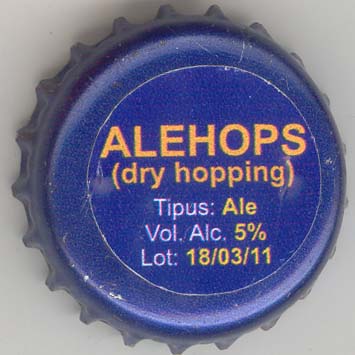 ALEHOPS
(dry hopping)
Tipus: Ale
Vol. Alc. 5%
Lot: 18/03/11